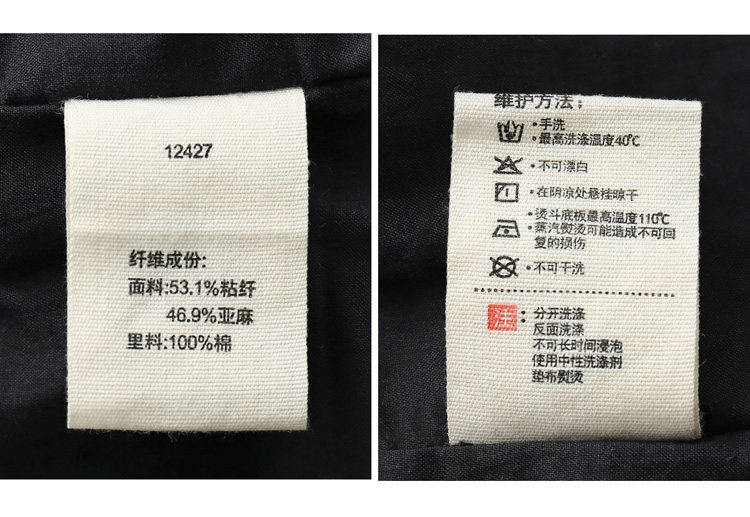 12427
纤维成份:
面料:53.1%粘纤
46.9%亚麻
里料:100%棉
维护方法:
•手洗
•最高洗涤温度40℃
•不可漂白
•在阴凉处悬挂晾干
•烫斗底板最高温度110℃
•蒸汽熨烫可能造成不可回
复的损伤
•不可干洗
注:分开洗涤
反面洗涤
不可长时间浸泡
使用中性洗涤剂
垫布熨烫